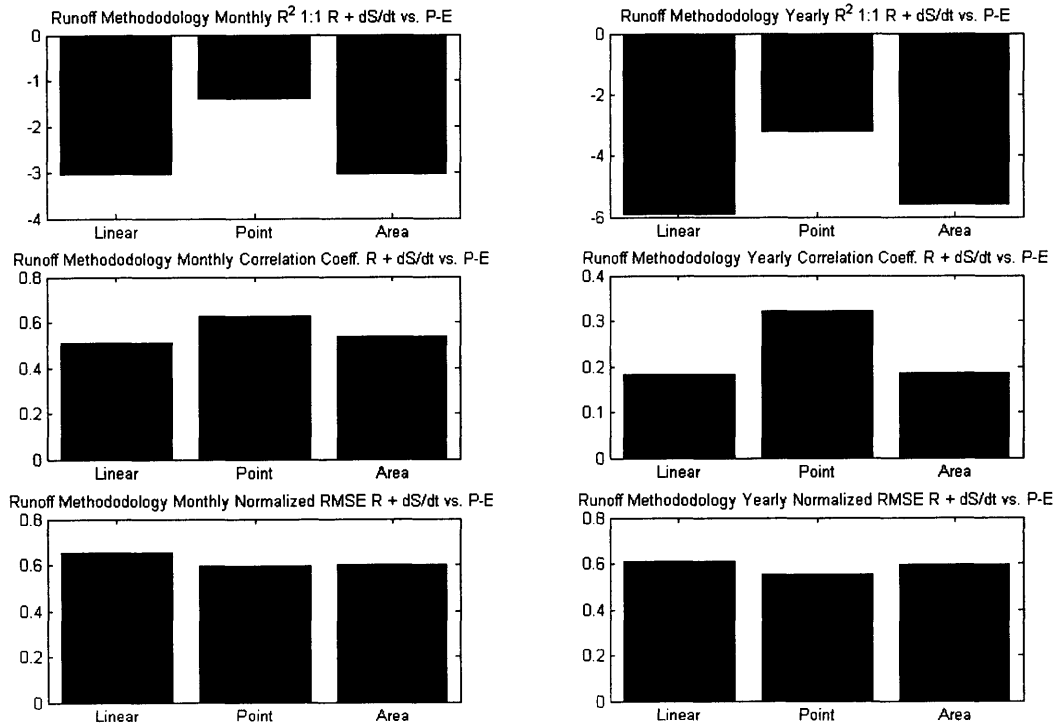 Runoff Methododology Monthly R² 1:1 R + dS/dt vs. P-E
0
-1
-2
-3
-4
Linear Point Area
Runoff Methododology Yearly R² 1:1 R + dS/dt vs. P-E
0
-2
-4
-6
Linear Point Area
Runoff Methododology Monthly Correlation Coeff. R + dS/dt vs. P-E
0.8
0.6
0.4
0.2
0
Linear Point Area
Runoff Methododology Yearly Correlation Coeff. R + dS/dt vs. P-E
0.4
0.3
0.2
0.1
0
Linear Point Area
Runoff Methododology Monthly Normalized RMSE R + dS/dt vs. P-E
0.8
0.6
0.4
0.2
0
Linear Point Area
Runoff Methododology Yearly Normalized RMSE R + dS/dt vs. P-E
0.8
0.6
0.4
0.2
0
Linear Point Area